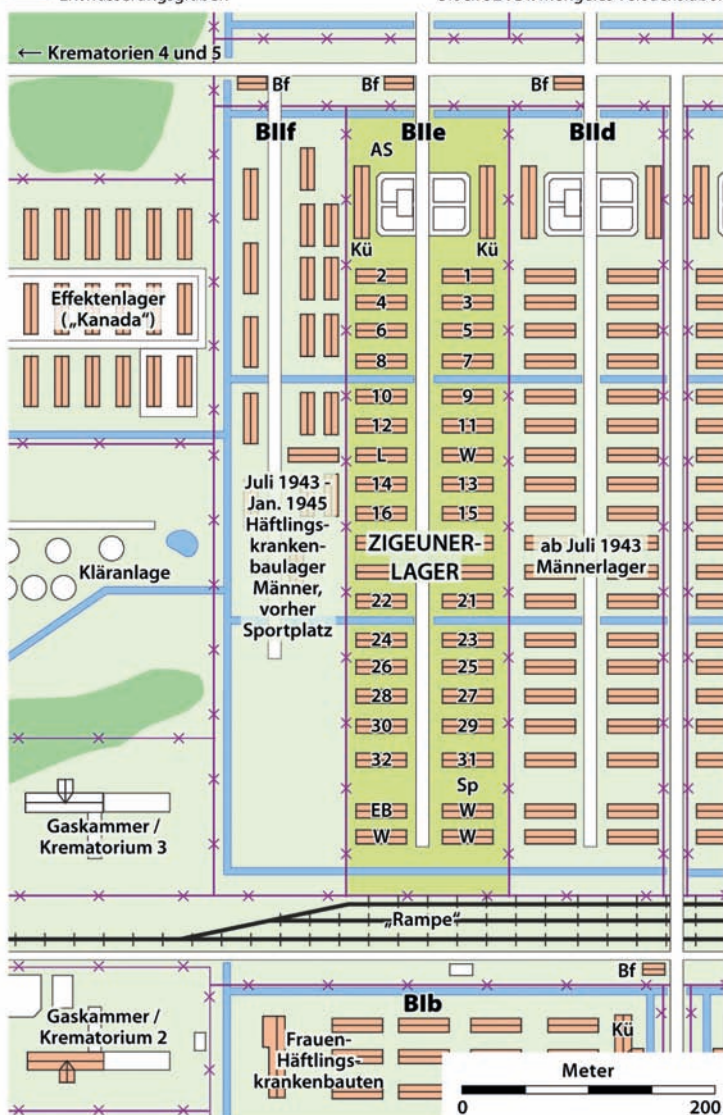 ← Krematorien 4 und 5
Bf
Bf
Bf
BIIf
BIIe
BIId
AS
Kü
Kü
2
1
4
3
6
5
8
7
10
9
12
11
L
W
14
13
16
15
Effektenlager
(„Kanada“)
Juli 1943 -
Jan. 1945
Häftlings-
kranken-
baulager
Männer,
vorher
Sportplatz
ZIGEUNER-
LAGER
ab Juli 1943
Männerlager
Kläranlage
22
21
24
23
26
25
28
27
30
29
32
31
Sp
EB
W
W
W
Gaskammer /
Krematorium 3
„Rampe“
Bf
BIb
Gaskammer /
Krematorium 2
Frauen-
Häftlings-
krankenbauten
Kü
Meter
0
200